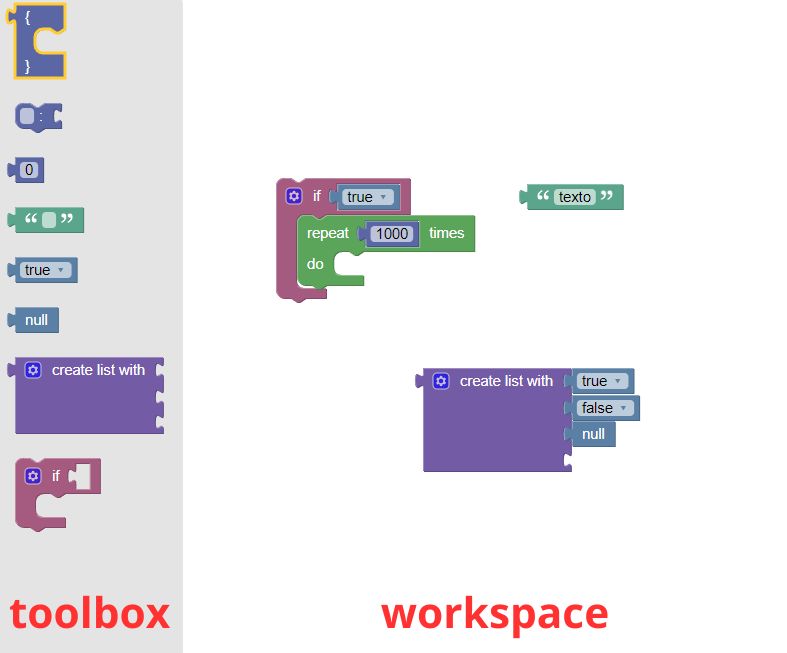 {
}
:
0
“ ”
true
null
create list with
if
toolbox
if true
repeat 1000 times
do
“ texto ”
create list with true
false
null
workspace